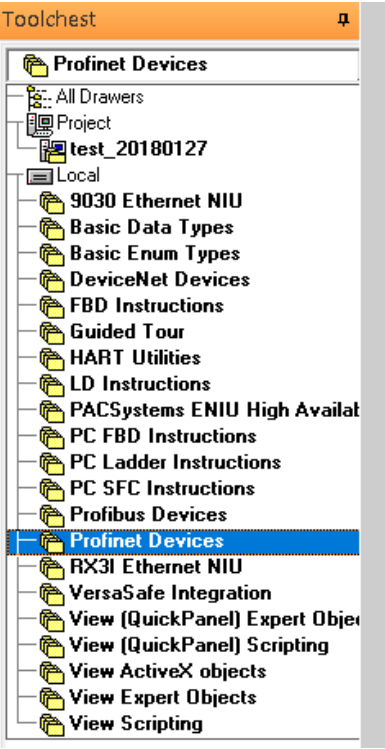 Toolchest
Profinet Devices
All Drawers
Project
test_20180127
Local
9030 Ethernet NIU
Basic Data Types
Basic Enum Types
DeviceNet Devices
FBD Instructions
Guided Tour
HART Utilities
LD Instructions
PACSystems ENIU High Availab
PC FBD Instructions
PC Ladder Instructions
PC SFC Instructions
Profibus Devices
Profinet Devices
RX3I Ethernet NIU
VersaSafe Integration
View (QuickPanel) Expert Objec
View (QuickPanel) Scripting
View ActiveX objects
View Expert Objects
View Scripting